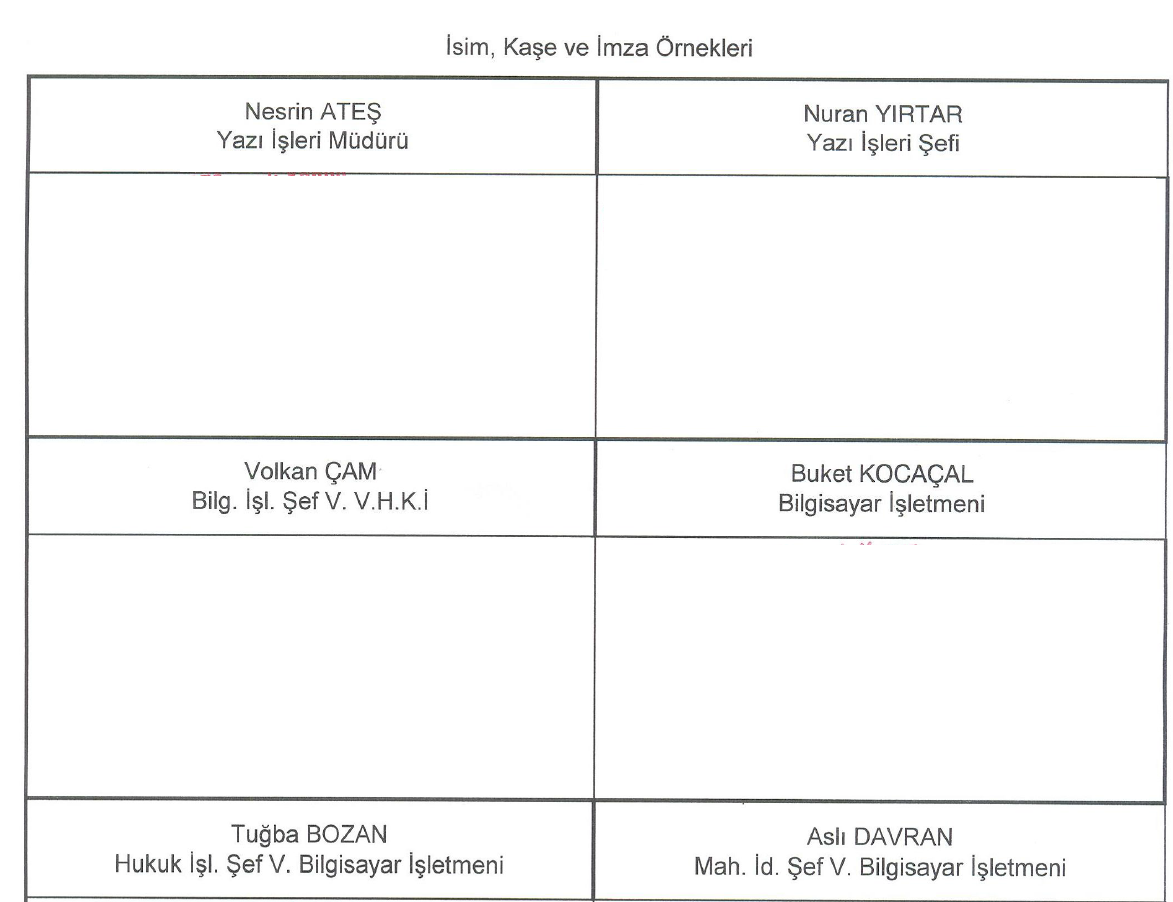 İsim, Kaşe ve İmza Örnekleri
Nesrin ATEŞ
Yazı İşleri Müdürü
Nuran YIRTAR
Yazı İşleri Şefi
Volkan ÇAM
Bilg. İşl. Şef V. V.H.K.İ
Buket KOCAÇAL
Bilgisayar İşletmeni
Tuğba BOZAN
Hukuk İşl. Şef V. Bilgisayar İşletmeni
Aslı DAVRAN
Mah. İd. Şef V. Bilgisayar İşletmeni